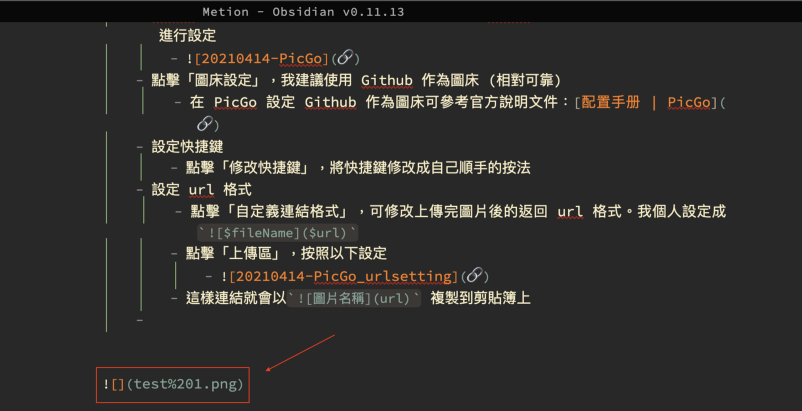 Metion - Obsidian v0.11.13
進行設定
- ![20210414-PicGo](🔗)
- 點擊「圖床設定」，我建議使用 Github 作為圖床 (相對可靠)
- 在 PicGo 設定 Github 作為圖床可參考官方說明文件：[配置手册 | PicGo](
🔗)
- 設定快捷鍵
- 點擊「修改快捷鍵」，將快捷鍵修改成自己順手的按法
- 設定 url 格式
- 點擊「自定義連結格式」，可修改上傳完圖片後的返回 url 格式。我個人設定成
`![$fileName]($url)`
- 點擊「上傳區」，按照以下設定
- ![20210414-PicGo_urlsetting](🔗)
- 這樣連結就會以`![圖片名稱](url)` 複製到剪貼簿上
-
![](test%201.png)